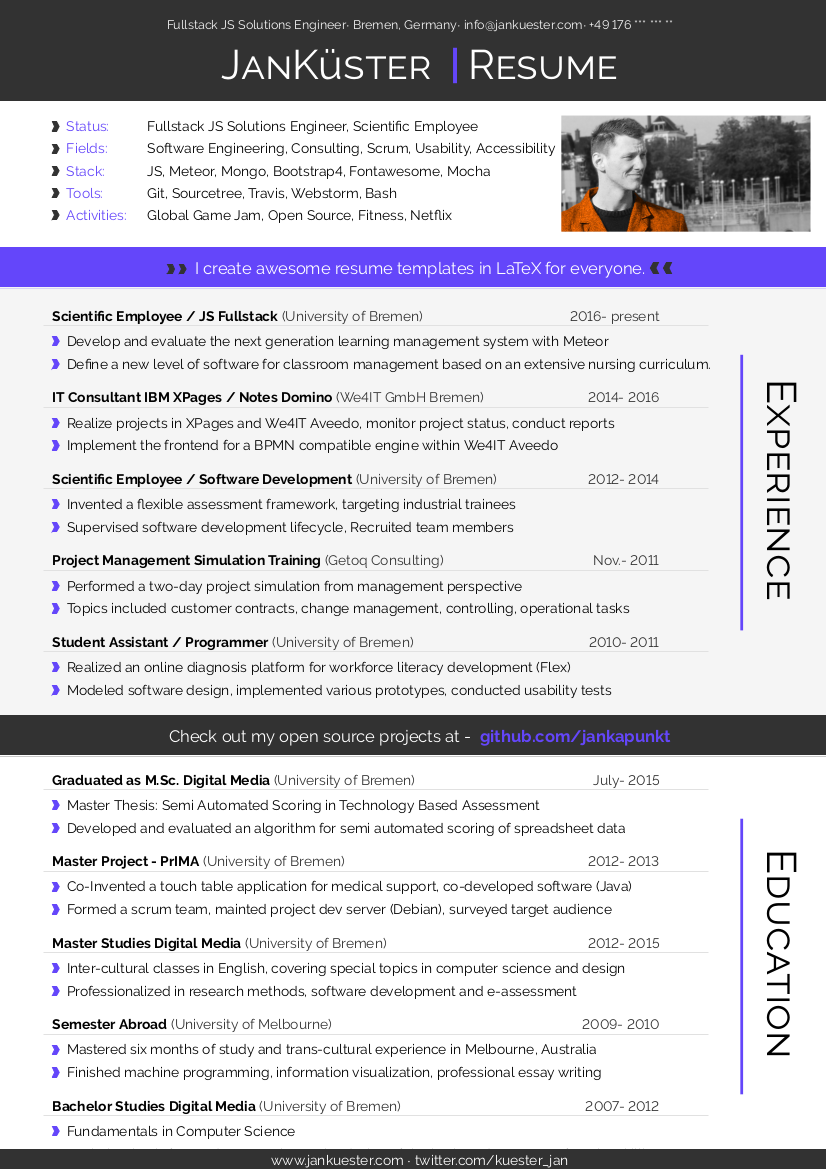 Fullstack JS Solutions Engineer· Bremen, Germany· info@jankuester.com· +49 176 *** *** **
JanKüster | Resume
Status: Fullstack JS Solutions Engineer, Scientific Employee
Fields: Software Engineering, Consulting, Scrum, Usability, Accessibility
Stack: JS, Meteor, Mongo, Bootstrap4, Fontawesome, Mocha
Tools: Git, Sourcetree, Travis, Webstorm, Bash
Activities: Global Game Jam, Open Source, Fitness, Netflix
I create awesome resume templates in LaTeX for everyone.
Scientific Employee / JS Fullstack (University of Bremen) 2016- present
Develop and evaluate the next generation learning management system with Meteor
Define a new level of software for classroom management based on an extensive nursing curriculum.
IT Consultant IBM XPages / Notes Domino (We4IT GmbH Bremen) 2014- 2016
Realize projects in XPages and We4IT Aveedo, monitor project status, conduct reports
Implement the frontend for a BPMN compatible engine within We4IT Aveedo
Scientific Employee / Software Development (University of Bremen) 2012- 2014
Invented a flexible assessment framework, targeting industrial trainees
Supervised software development lifecycle, Recruited team members
Project Management Simulation Training (Getoq Consulting) Nov.- 2011
Performed a two-day project simulation from management perspective
Topics included customer contracts, change management, controlling, operational tasks
Student Assistant / Programmer (University of Bremen) 2010- 2011
Realized an online diagnosis platform for workforce literacy development (Flex)
Modeled software design, implemented various prototypes, conducted usability tests
Experience
Check out my open source projects at - github.com/jankapunkt
Graduated as M.Sc. Digital Media (University of Bremen) July- 2015
Master Thesis: Semi Automated Scoring in Technology Based Assessment
Developed and evaluated an algorithm for semi automated scoring of spreadsheet data
Master Project - PrIMA (University of Bremen) 2012- 2013
Co-Invented a touch table application for medical support, co-developed software (Java)
Formed a scrum team, mainted project dev server (Debian), surveyed target audience
Master Studies Digital Media (University of Bremen) 2012- 2015
Inter-cultural classes in English, covering special topics in computer science and design
Professionalized in research methods, software development and e-assessment
Semester Abroad (University of Melbourne) 2009- 2010
Mastered six months of study and trans-cultural experience in Melbourne, Australia
Finished machine programming, information visualization, professional essay writing
Bachelor Studies Digital Media (University of Bremen) 2007- 2012
Fundamentals in Computer Science
Education
www.jankuester.com · twitter.com/kuester_jan